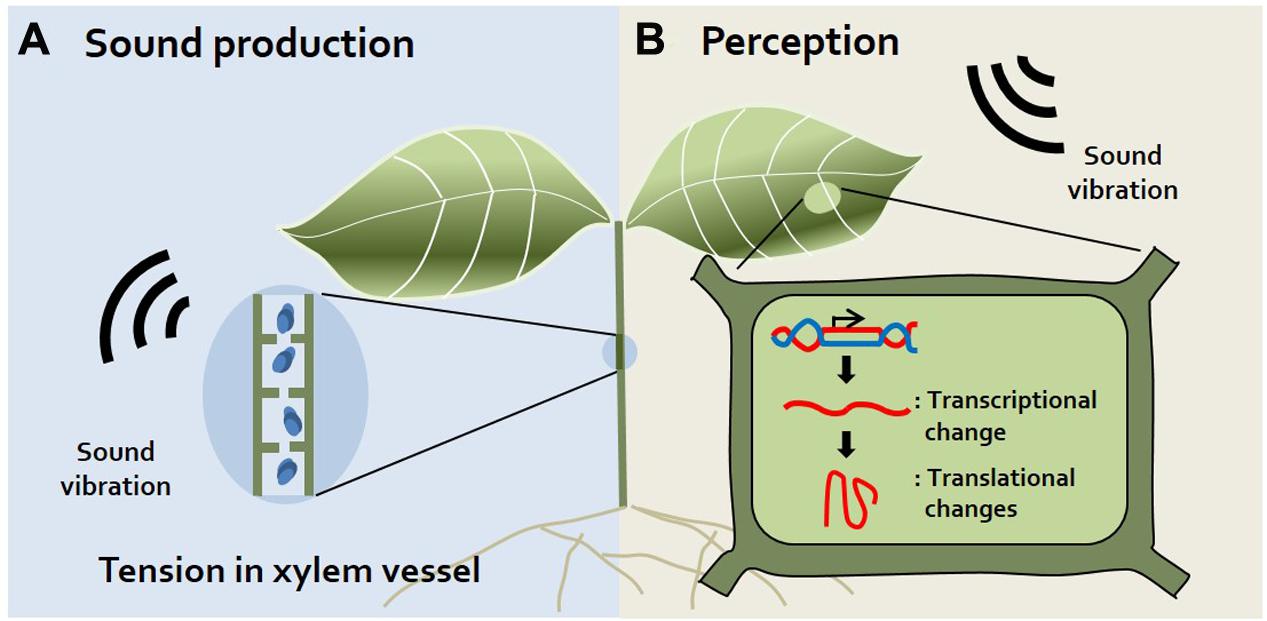 A Sound production
B Perception
Sound
vibration
Sound
vibration
: Transcriptional
change
: Translational
changes
Tension in xylem vessel